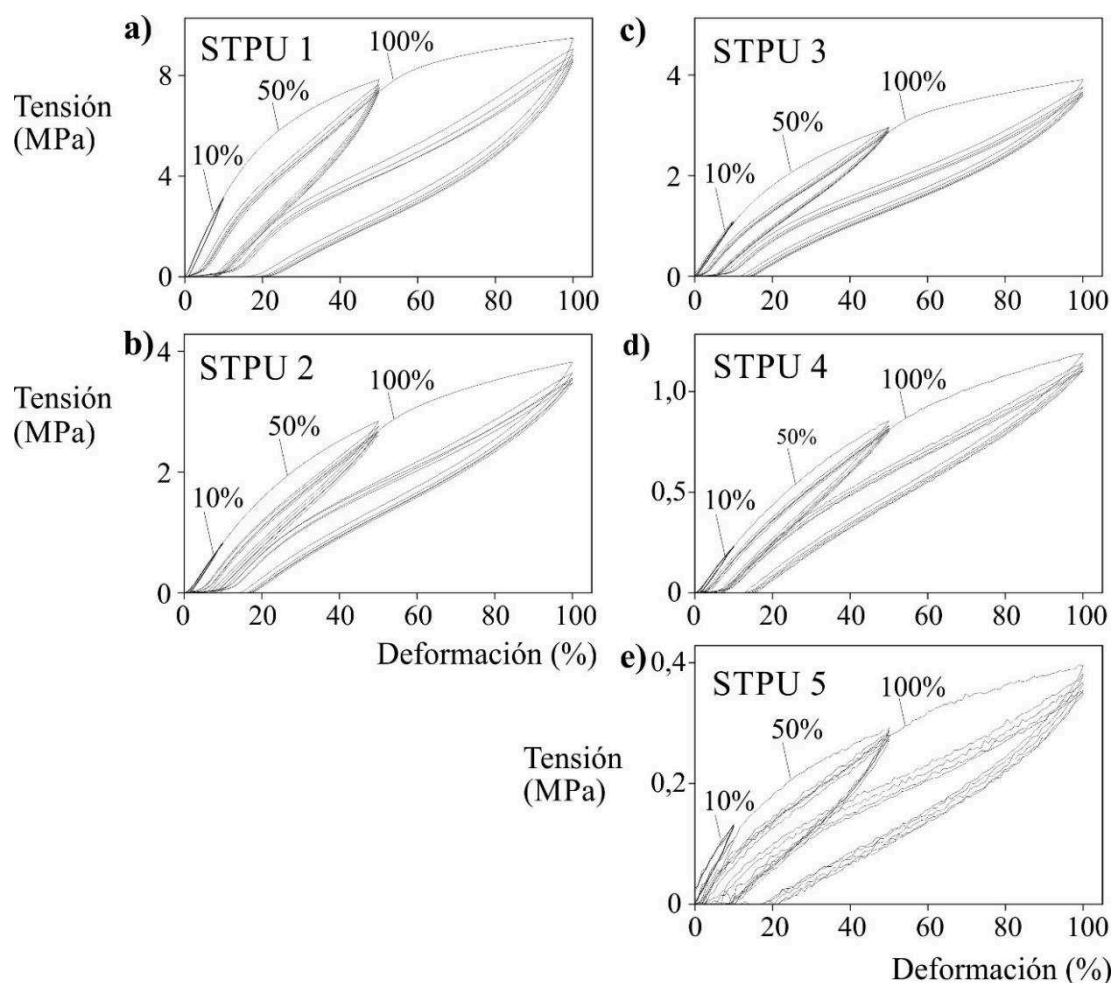 a)
STPU 1
100%
50%
10%
Tensión
(MPa)
8
4
0
0 20 40 60 80 100
c)
STPU 3
100%
50%
10%
4
2
0
0 20 40 60 80 100
b)
STPU 2
100%
50%
10%
Tensión
(MPa)
4
2
0
0 20 40 60 80 100
Deformación (%)
d)
STPU 4
100%
50%
10%
1,0
0,5
0
0 20 40 60 80 100
e)
STPU 5
100%
50%
10%
Tensión
(MPa)
0,4
0,2
0
0 20 40 60 80 100
Deformación (%)